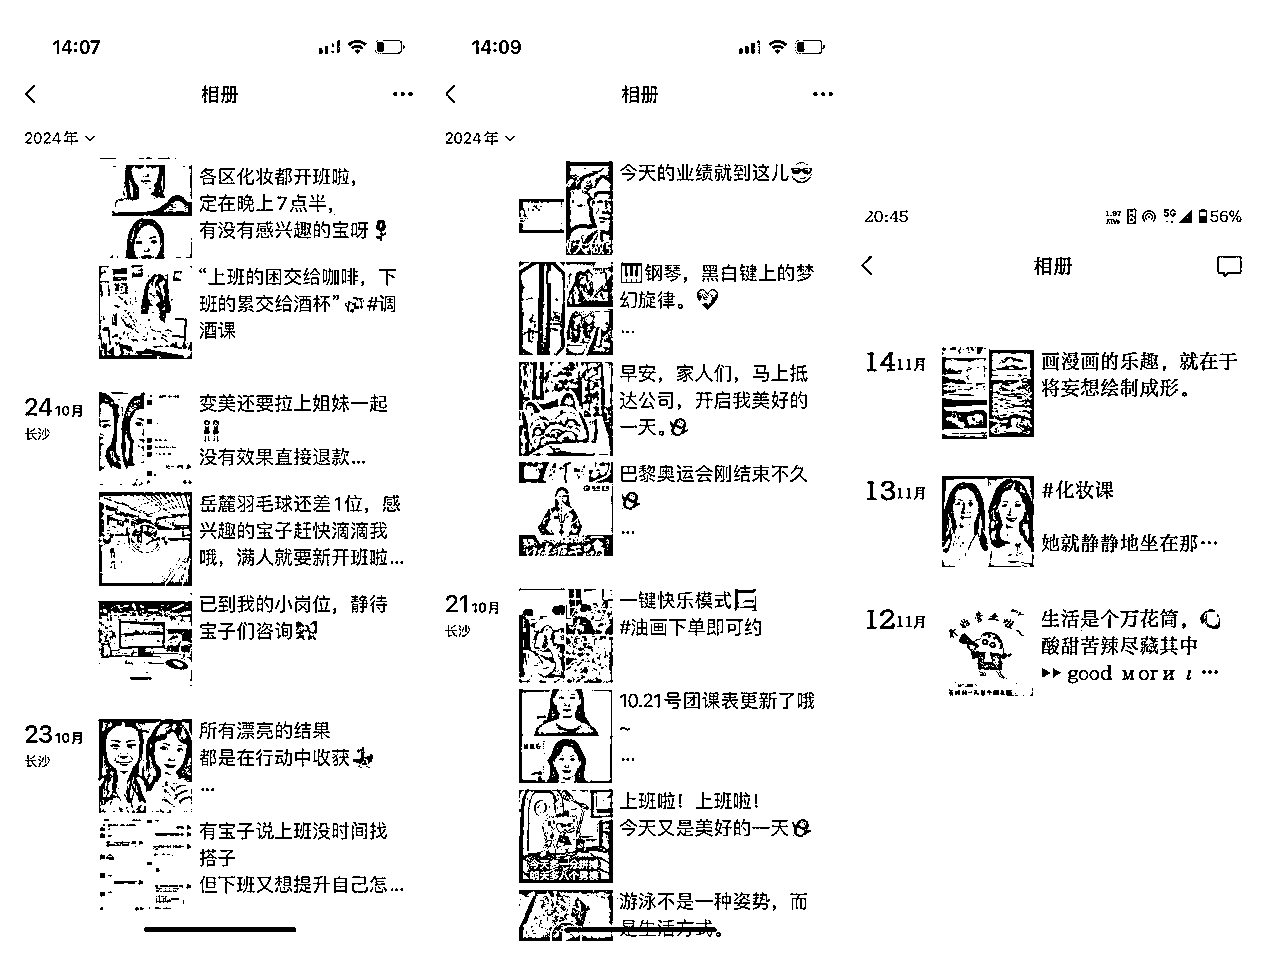 14:07
相册
2024年
各区化妆都开班啦，
定在晚上7点半，
有没有感兴趣的宝呀
“上班的困交给咖啡，下
班的累交给酒杯” #调
酒课
24 10月
长沙
变美还要拉上姐妹一起
没有效果直接退款...
岳麓羽毛球还差1位，感
兴趣的宝子赶快滴滴我
哦，满人就要新开班啦...
已到我的小岗位，静待
宝子们咨询
23 10月
长沙
所有漂亮的结果
都是在行动中收获
...
有宝子说上班没时间找
搭子
但下班又想提升自己怎...
14:09
相册
2024年
今天的业绩就到这儿
钢琴，黑白键上的梦
幻旋律。
...
早安，家人们，马上抵
达公司，开启我美好的
一天。
巴黎奥运会刚结束不久
...
21 10月
长沙
一键快乐模式
#油画下单即可约
10.21号团课表更新了哦
~
...
上班啦！上班啦！
今天又是美好的一天
游泳不是一种姿势，而
是生活方式。
20:45
5G
56%
相册
14 11月
画漫画的乐趣，就在于
将妄想绘制成形。
13 11月
#化妆课
她就静静地坐在那…
12 11月
生活是个万花筒，
酸甜苦辣尽藏其中
good мorи i …